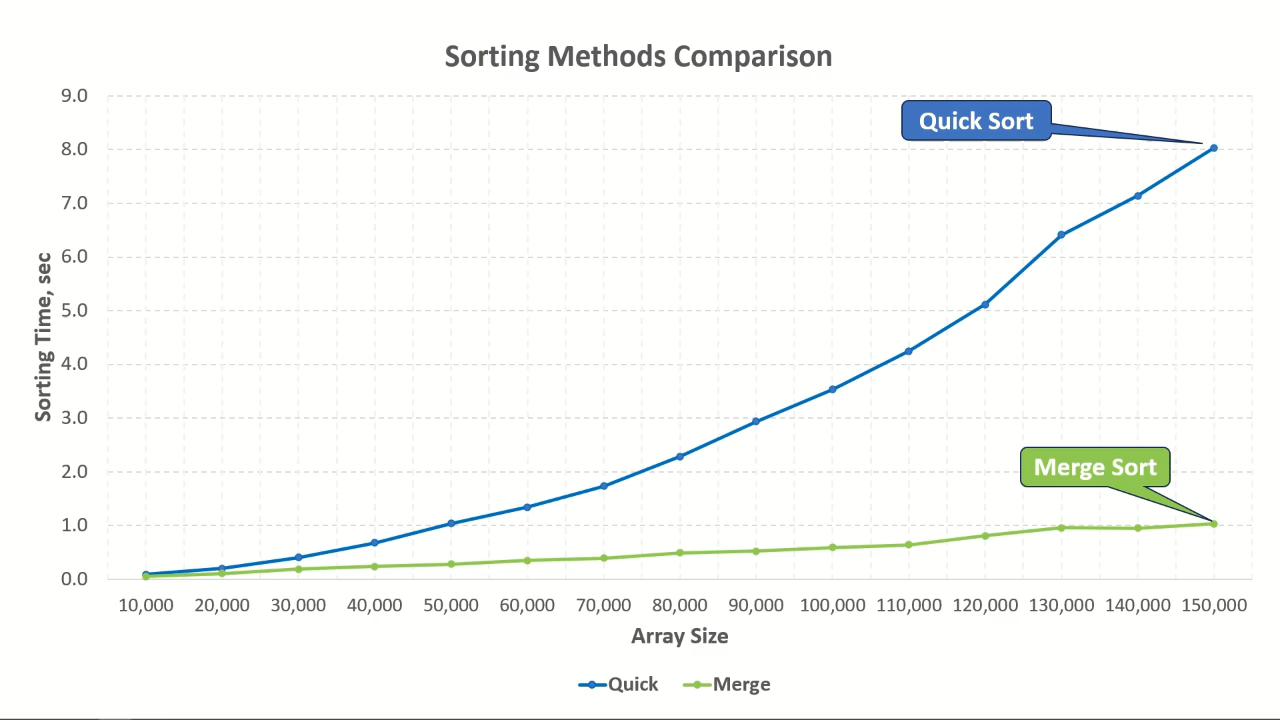 Sorting Methods Comparison
9.0
Quick Sort
8.0
7.0
6.0
Sorting Time, sec
5.0
4.0
3.0
Merge Sort
2.0
1.0
0.0
10,000 20,000 30,000 40,000 50,000 60,000 70,000 80,000 90,000 100,000 110,000 120,000 130,000 140,000 150,000
Array Size
Quick Merge